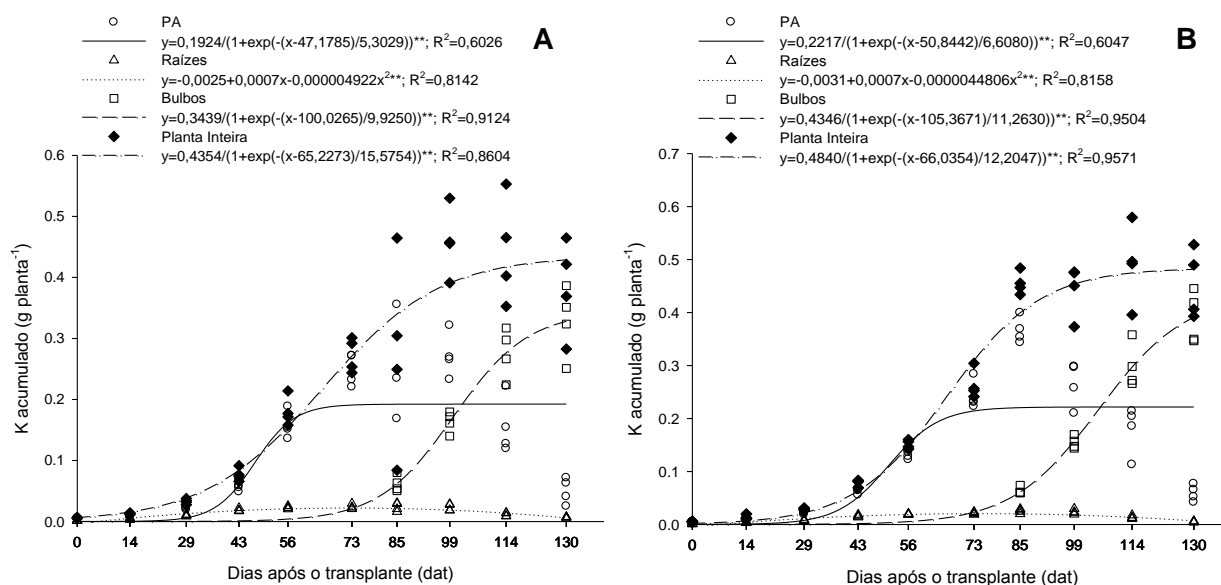 PA
y=0,1924/(1+exp(-(x-47,1785)/5,3029))**; R²=0,6026
Raízes
y=-0,0025+0,0007x-0,000004922x²**; R²=0,8142
Bulbos
y=0,3439/(1+exp(-(x-100,0265)/9,9250))**; R²=0,9124
Planta Inteira
y=0,4354/(1+exp(-(x-65,2273)/15,5754))**; R²=0,8604
A
0.6
0.5
0.4
0.3
0.2
0.1
0.0
K acumulado (g planta⁻¹)
0 14 29 43 56 73 85 99 114 130
Dias após o transplante (dat)
PA
y=0,2217/(1+exp(-(x-50,8442)/6,6080))**; R²=0,6047
Raízes
y=-0,0031+0,0007x-0,0000044806x²**; R²=0,8158
Bulbos
y=0,4346/(1+exp(-(x-105,3671)/11,2630))**; R²=0,9504
Planta Inteira
y=0,4840/(1+exp(-(x-66,0354)/12,2047))**; R²=0,9571
B
0.7
0.6
0.5
0.4
0.3
0.2
0.1
0.0
K acumulado (g planta⁻¹)
0 14 29 43 56 73 85 99 114 130
Dias após o transplante (dat)